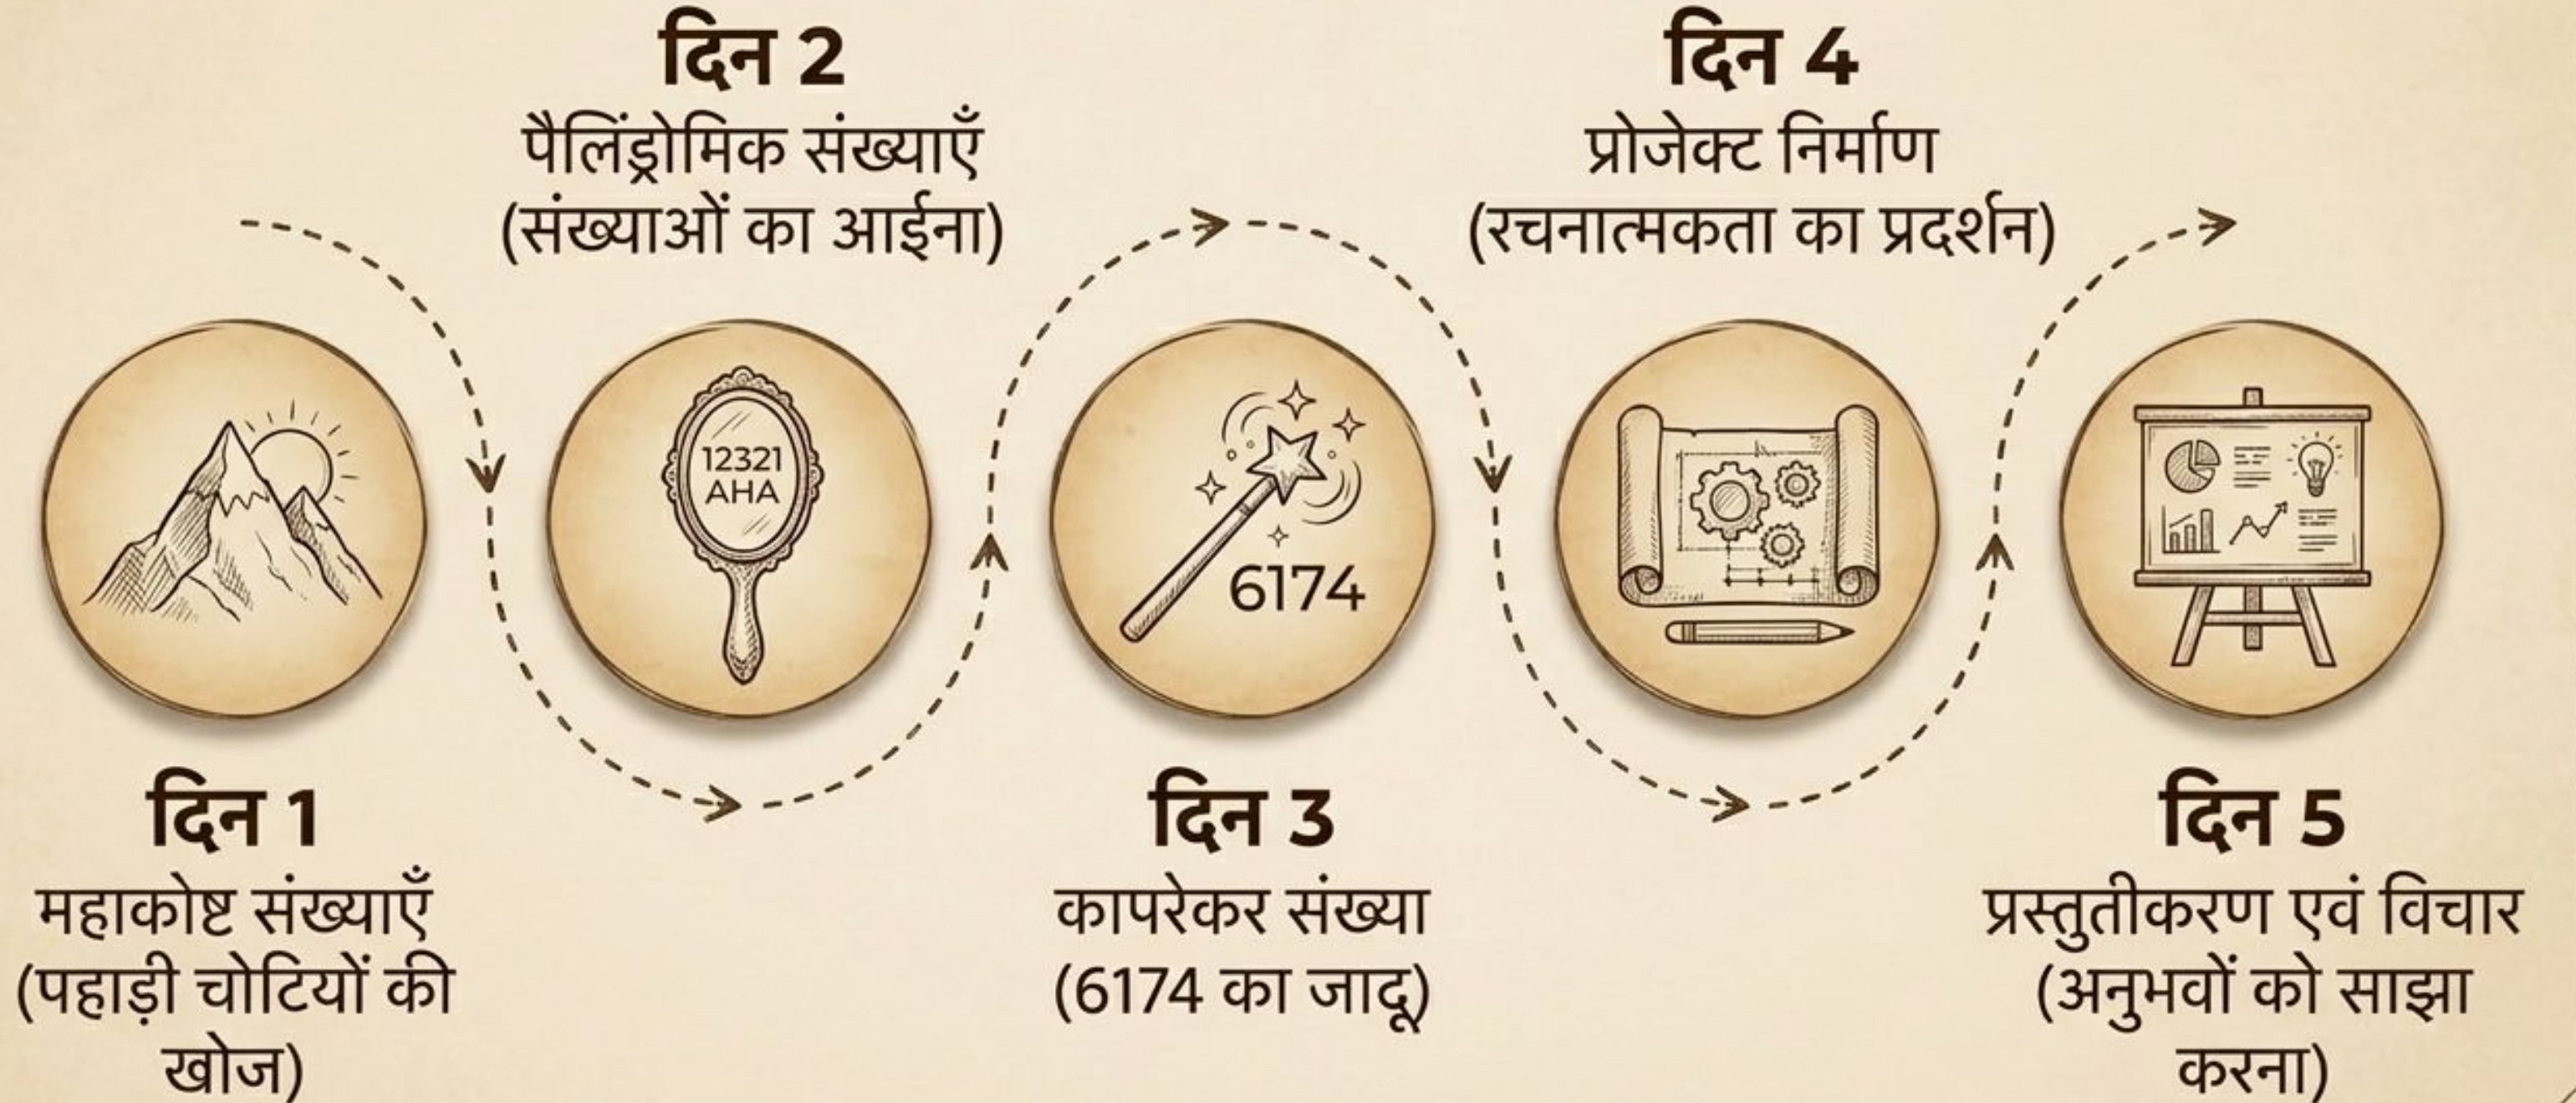 दिन 1
महाकोष्ट संख्याएँ
(पहाड़ी चोटियों की
खोज)
दिन 2
पैलिंड्रोमिक संख्याएँ
(संख्याओं का आईना)
12321
AHA
दिन 3
कापरेकर संख्या
(6174 का जादू)
6174
दिन 4
प्रोजेक्ट निर्माण
(रचनात्मकता का प्रदर्शन)
दिन 5
प्रस्तुतीकरण एवं विचार
(अनुभवों को साझा
करना)